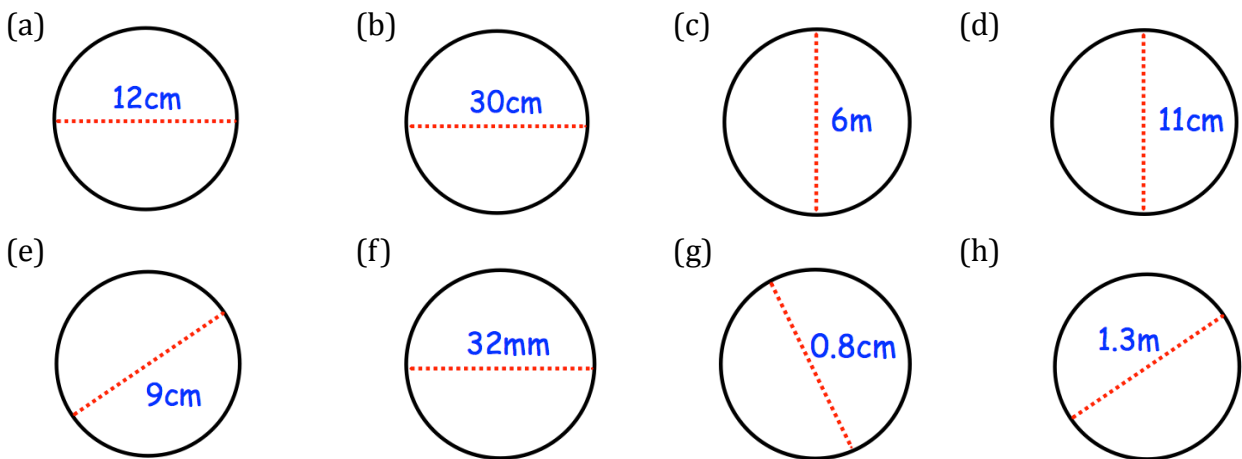 (a)
12cm
(b)
30cm
(c)
6m
(d)
11cm
(e)
9cm
(f)
32mm
(g)
0.8cm
(h)
1.3m